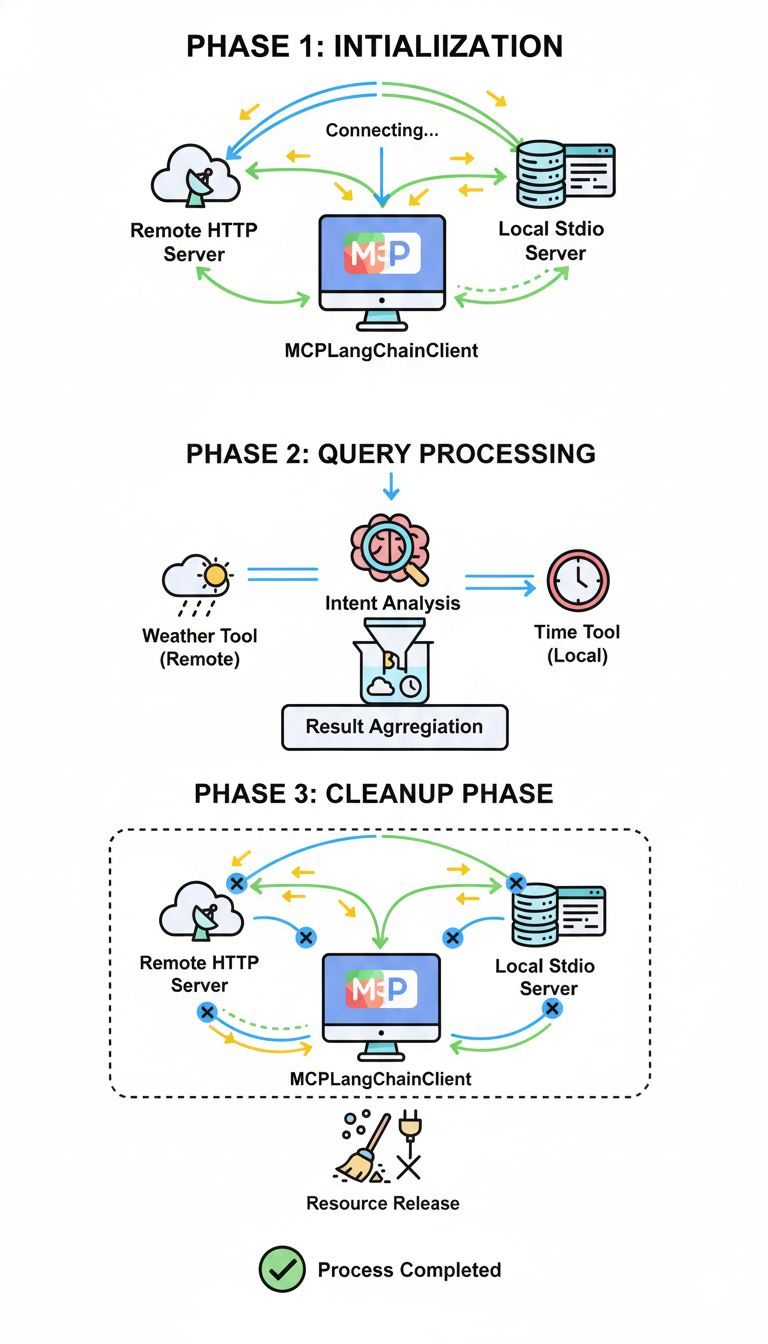 PHASE 1: INTIALIIZATION
Connecting...
Remote HTTP
Server
Local Stdio
Server
MCP
MCPLangChainClient
PHASE 2: QUERY PROCESSING
Intent Analysis
Weather Tool
(Remote)
Time Tool
(Local)
Result Agrregiation
PHASE 3: CLEANUP PHASE
Remote HTTP
Server
Local Stdio
Server
MCP
MCPLangChainClient
Resource Release
Process Completed